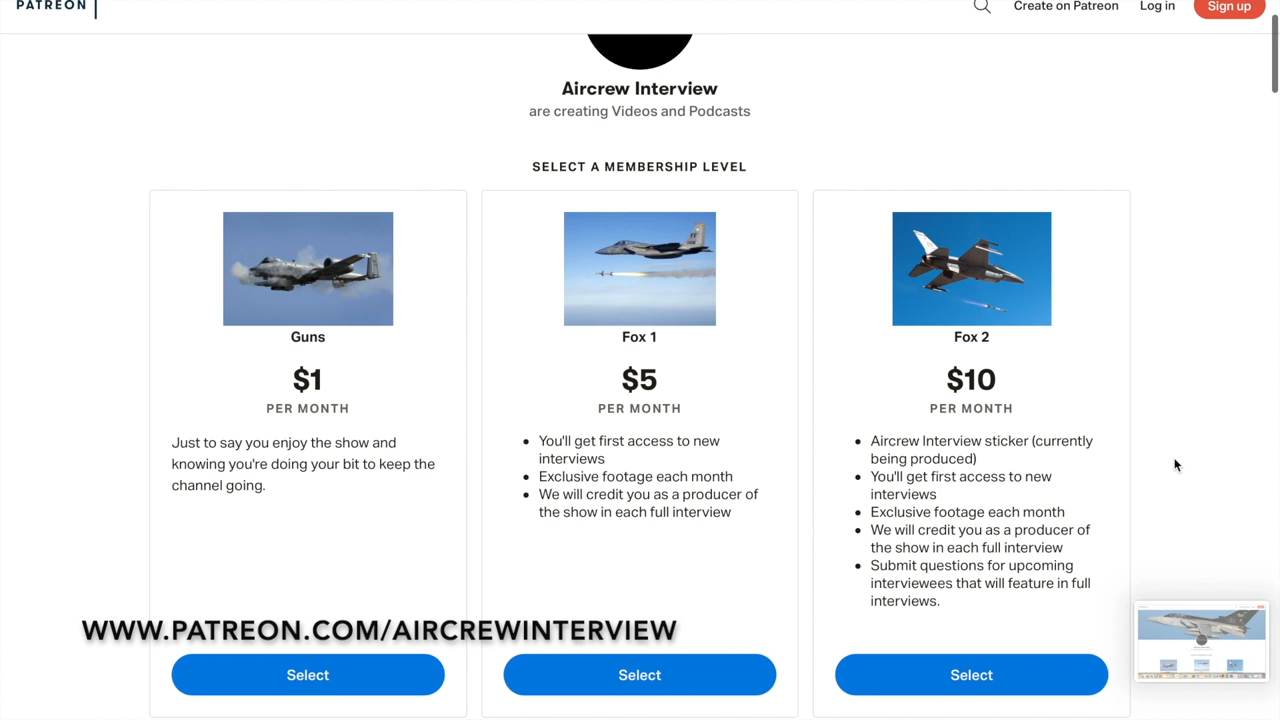 PATREON
Create on Patreon
Log in
Sign up
Aircrew Interview
are creating Videos and Podcasts
SELECT A MEMBERSHIP LEVEL
Guns
$1
PER MONTH
Just to say you enjoy the show and
knowing you're doing your bit to keep the
channel going.
Select
Fox 1
$5
PER MONTH
You'll get first access to new
interviews
Exclusive footage each month
We will credit you as a producer of
the show in each full interview
Select
Fox 2
$10
PER MONTH
Aircrew Interview sticker (currently
being produced)
You'll get first access to new
interviews
Exclusive footage each month
We will credit you as a producer of
the show in each full interview
Submit questions for upcoming
interviewees that will feature in full
interviews.
Select
WWW.PATREON.COM/AIRCREWINTERVIEW